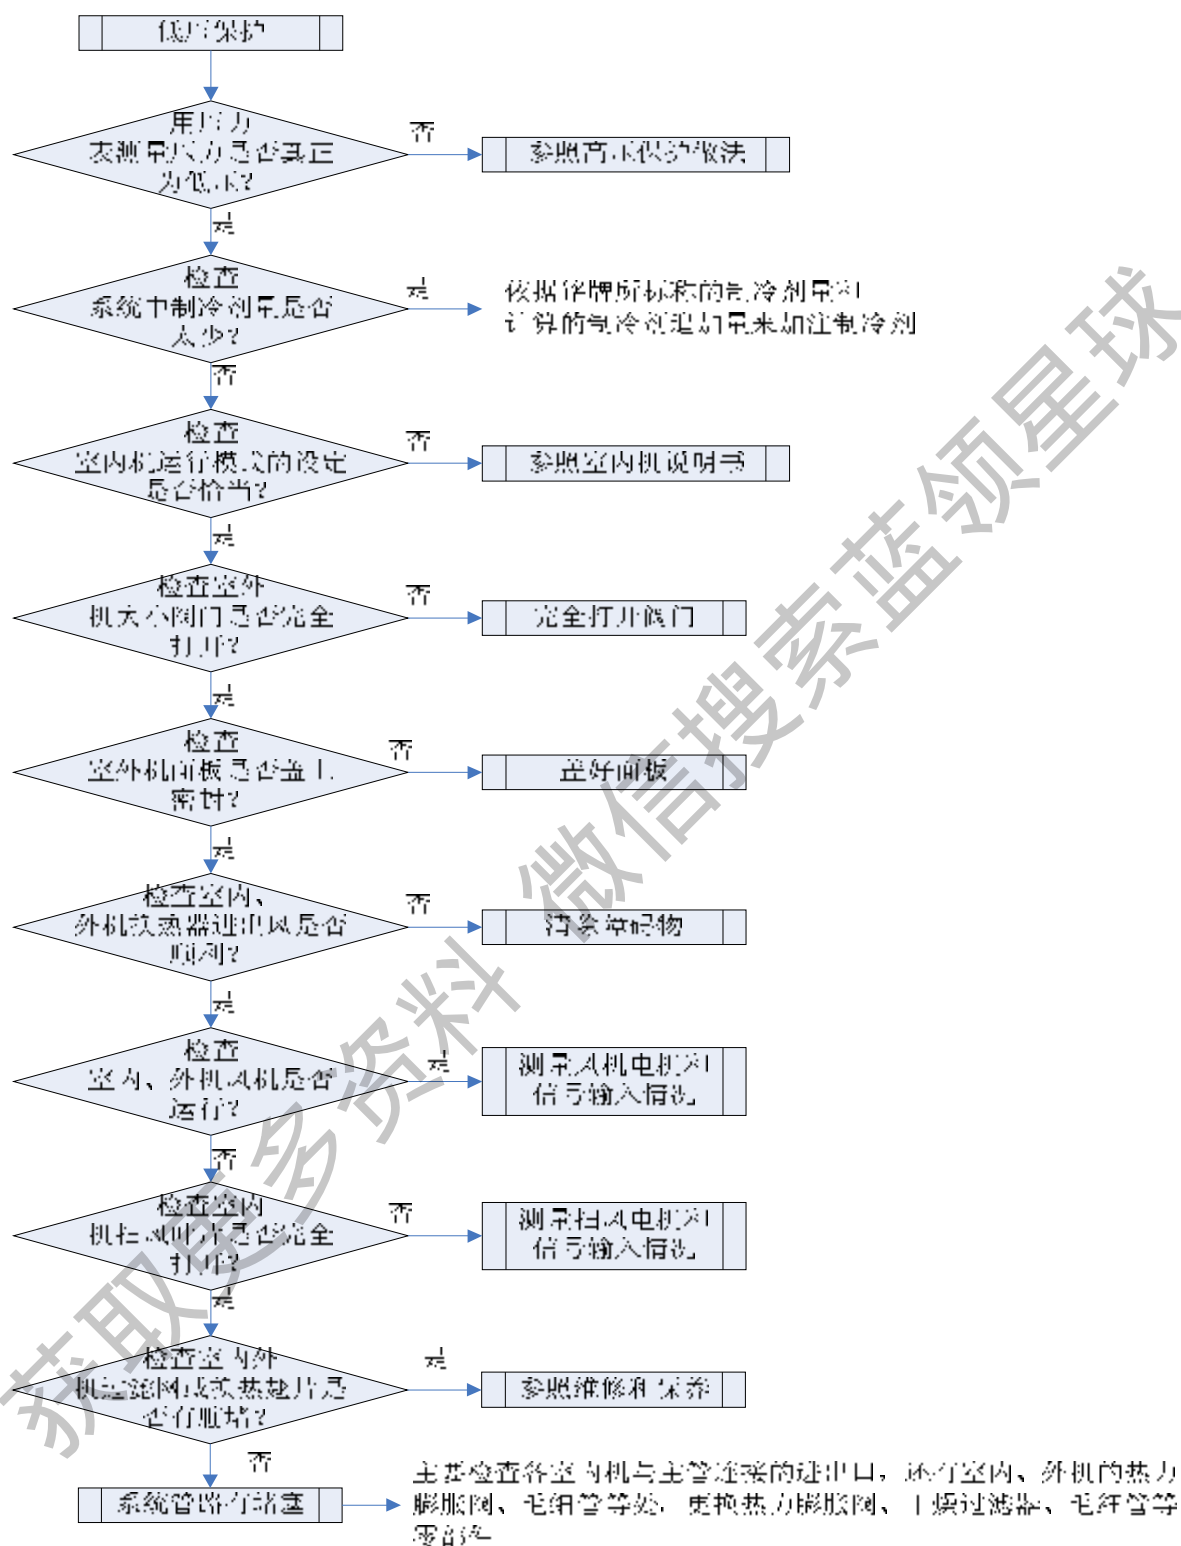 低压保护
用压力
表测量压力是否真正
为低压?
否
参照高压保护做法
是
检查
系统中制冷剂量是否
太少?
是
依据铭牌所标称的制冷剂量和
计算的制冷剂追加量来加注制冷剂
否
检查
室内机运行模式的设定
是否恰当?
否
参照室内机说明书
是
检查室外
机大小阀门是否完全
打开?
否
完全打开阀门
是
检查
室外机面板是否盖上
密封?
否
盖好面板
是
检查室内、
外机换热器进出风是否
顺利?
否
清除障碍物
是
检查
室内、外机风机是否
运行?
是
测量风机电机和
信号输入情况
否
检查室内
机扫风叶片是否完全
打开?
否
测量扫风电机和
信号输入情况
是
检查室内外
机过滤网或换热翅片是
否有脏堵?
是
参照维修和保养
否
系统管路有堵塞
主要检查各室内机与主管连接的进出口，还有室内、外机的热力
膨胀阀、毛细管等处，更换热力膨胀阀、干燥过滤器、毛细管等
零部件
获取更多资料 微信搜索蓝领星球